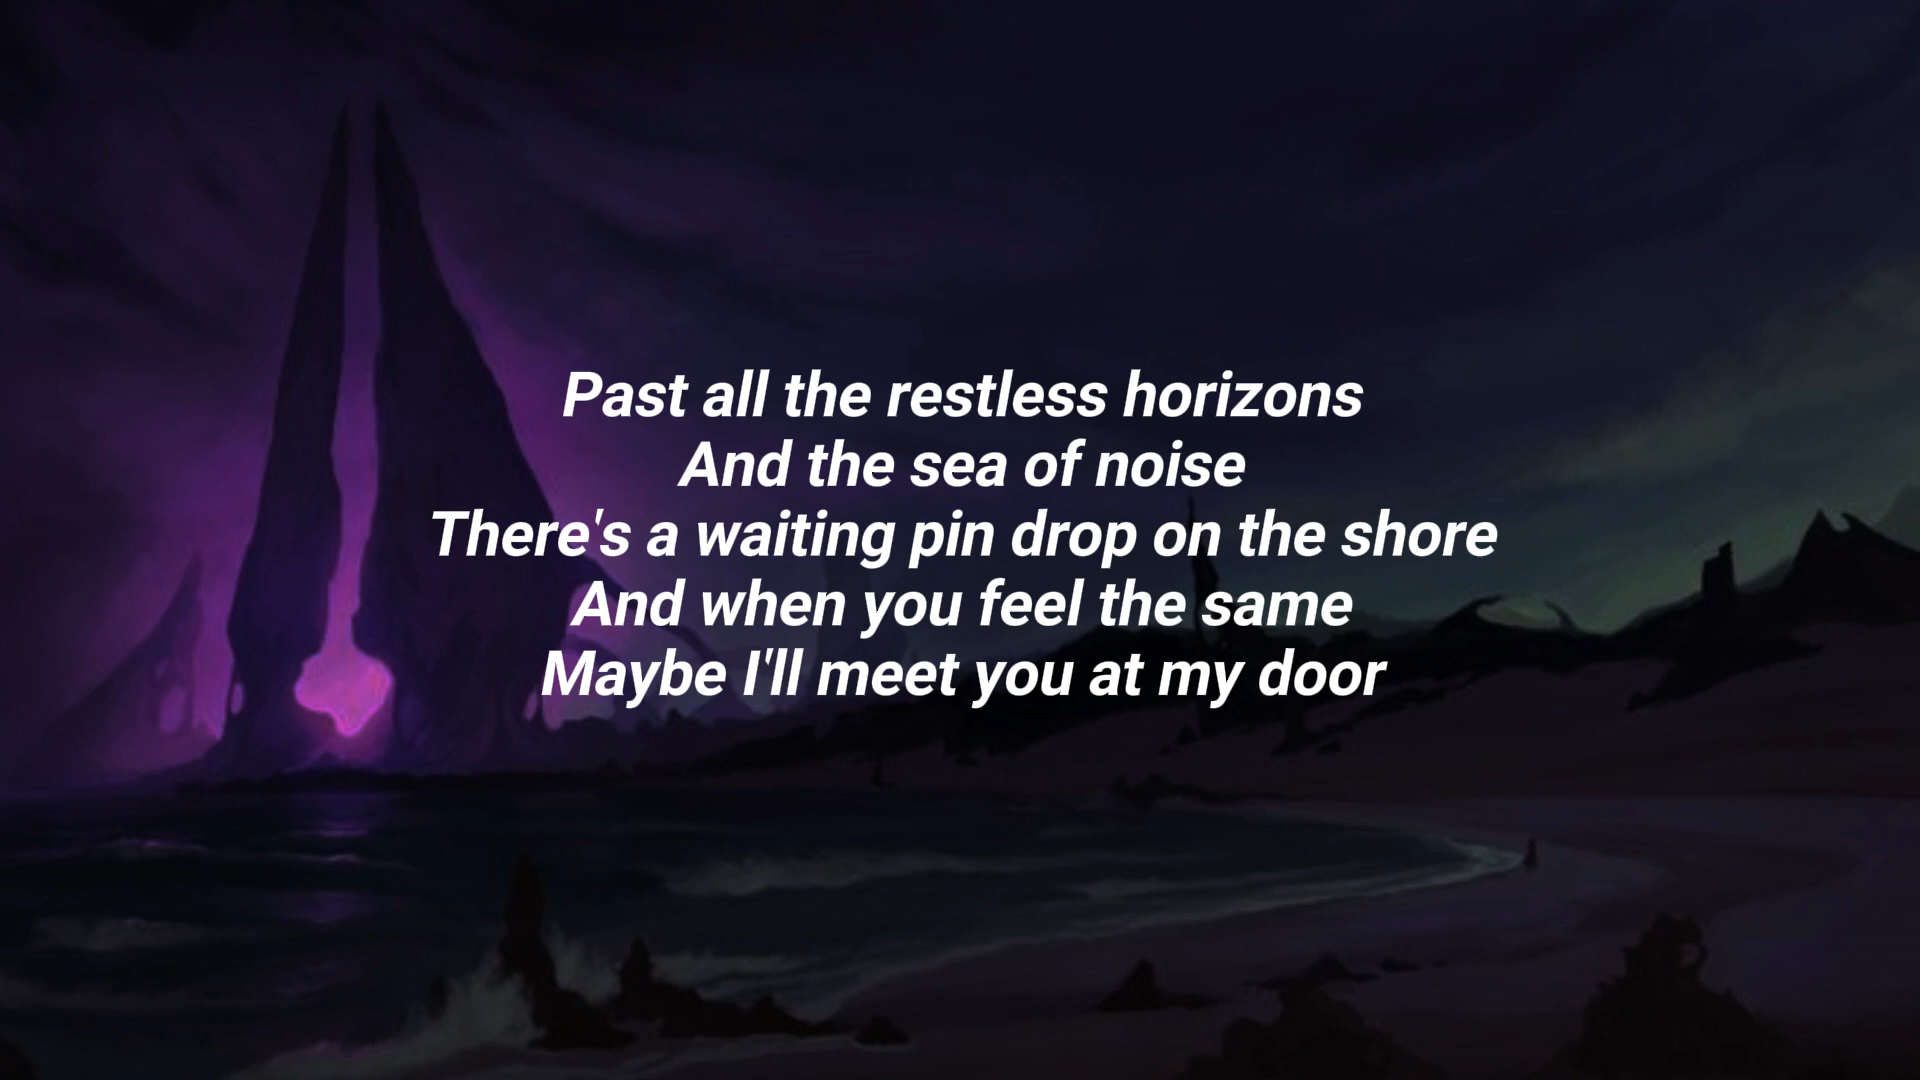 Past all the restless horizons
And the sea of noise
There's a waiting pin drop on the shore
And when you feel the same
Maybe I'll meet you at my door